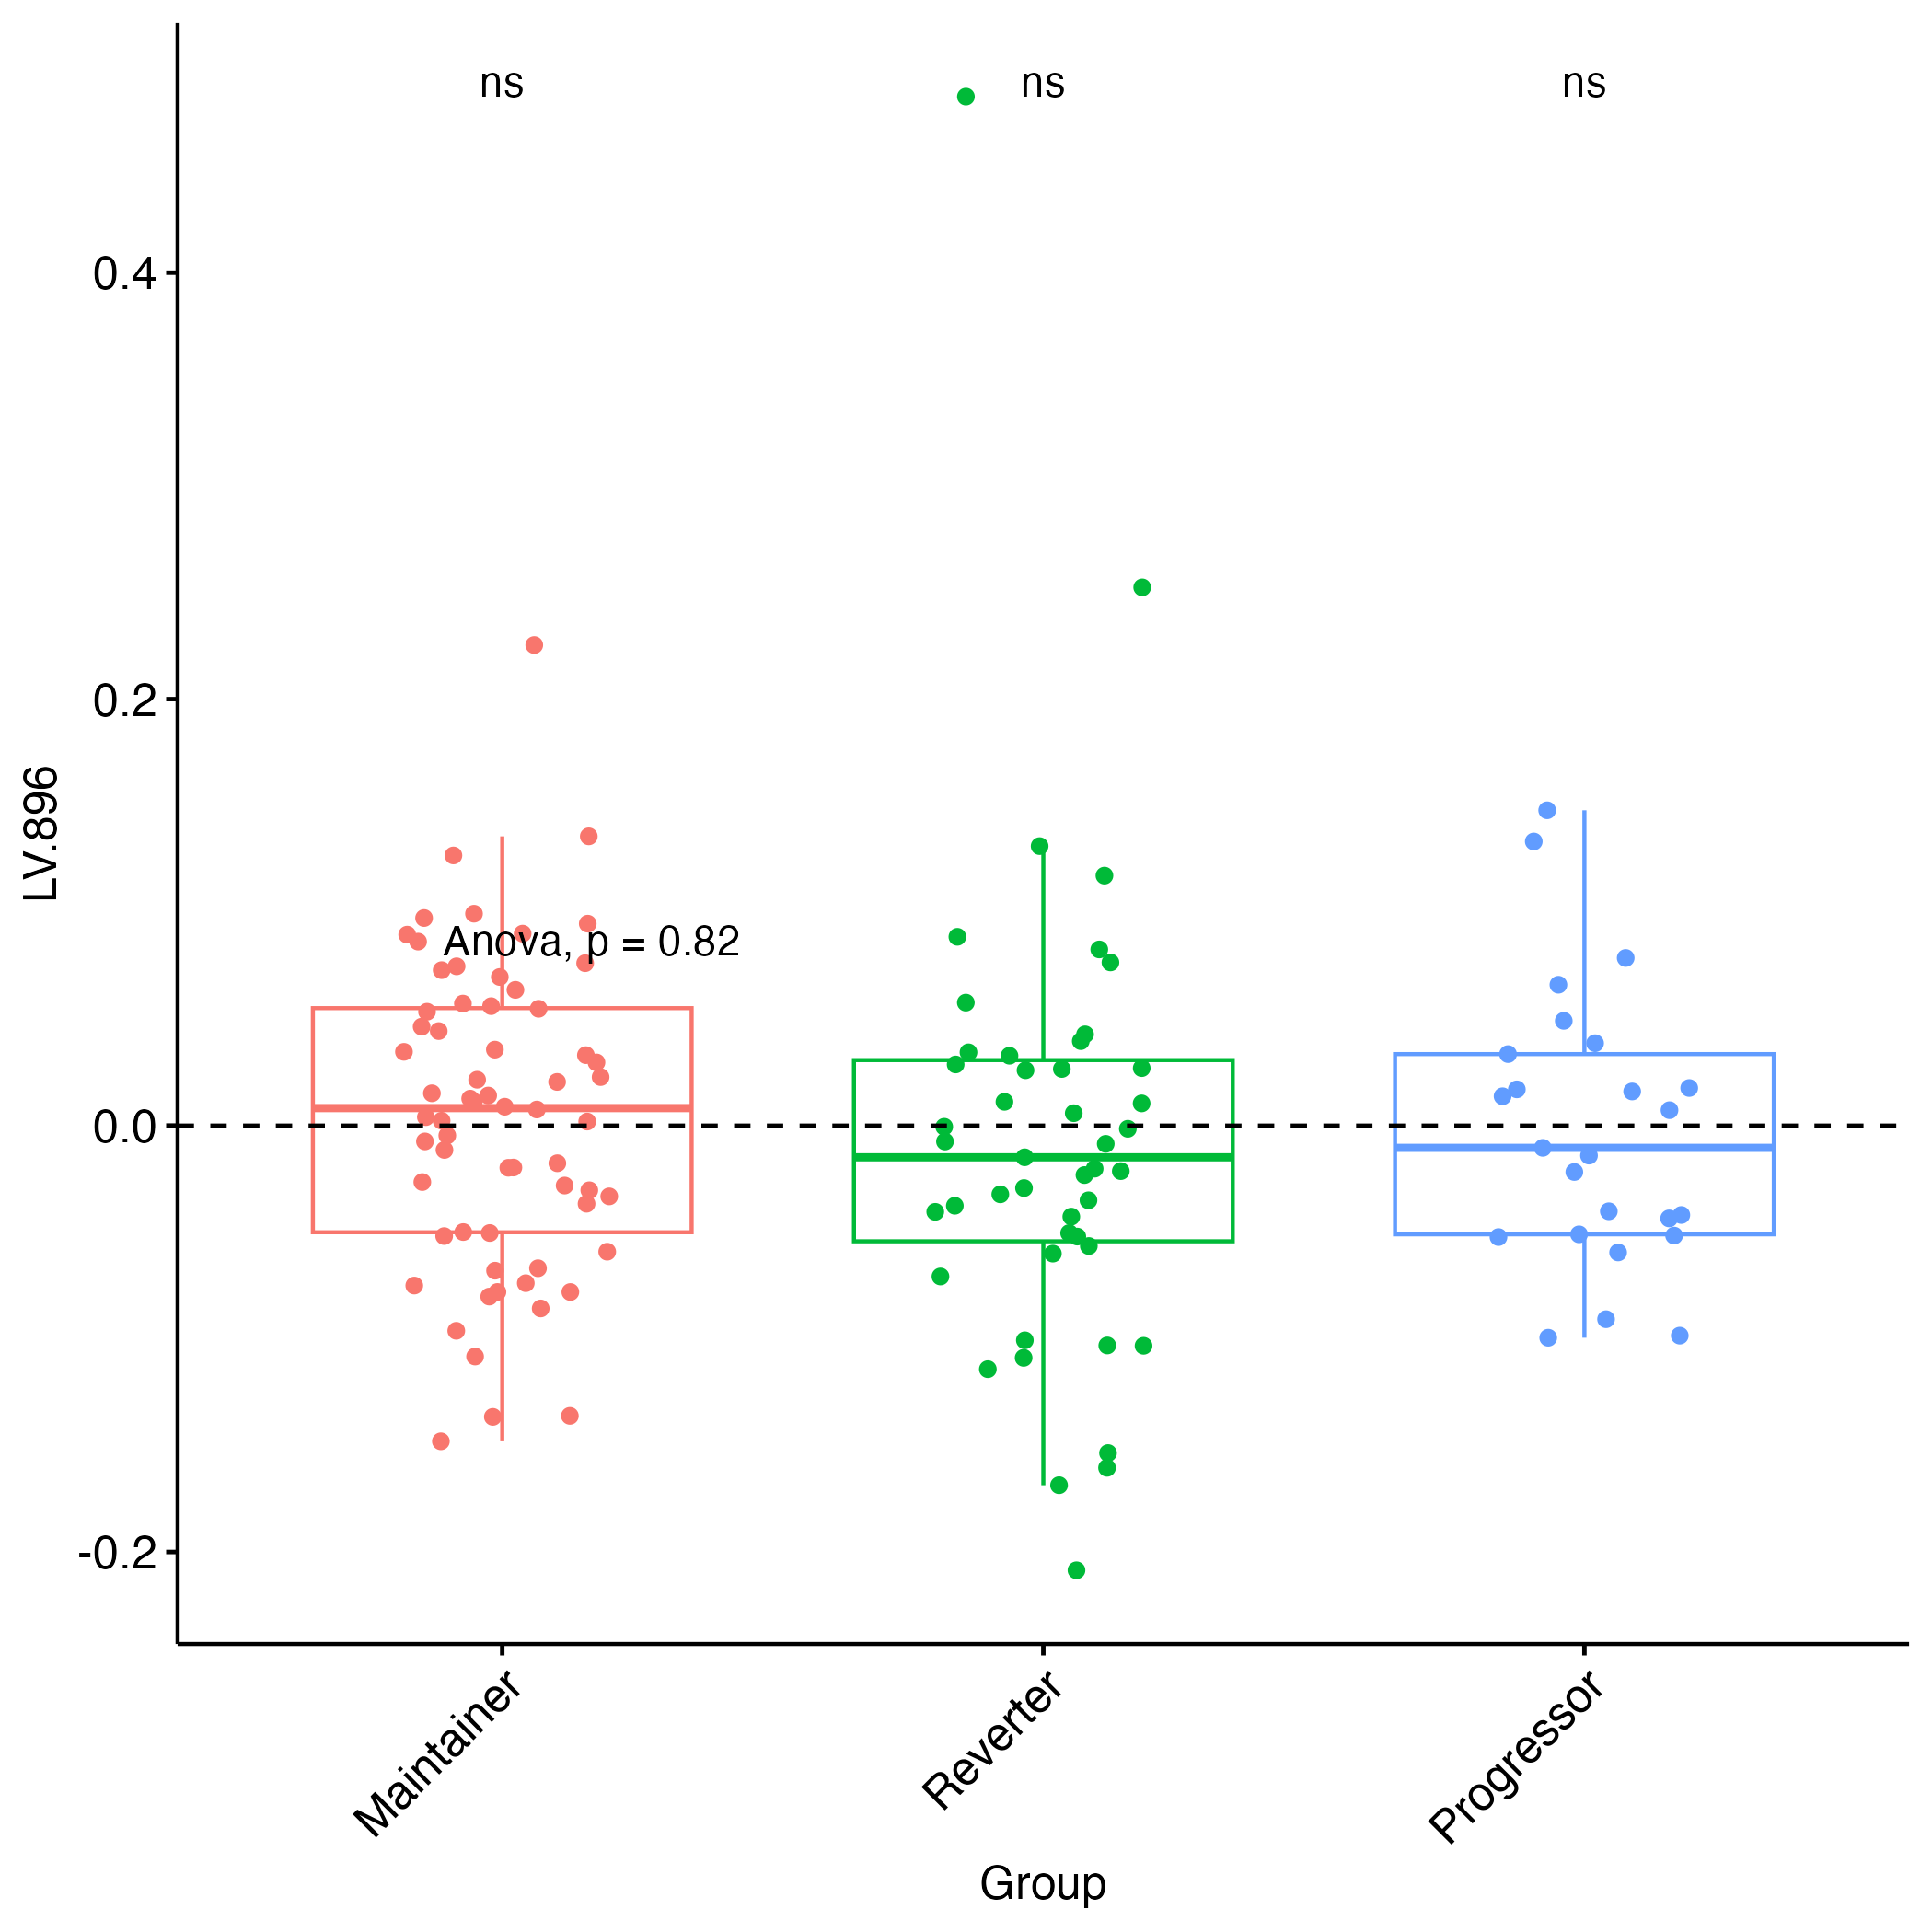 ns ns ns
0.4
0.2
LV.896
Anova, p = 0.82
0.0
-0.2
Maintainer Reverter Progressor
Group